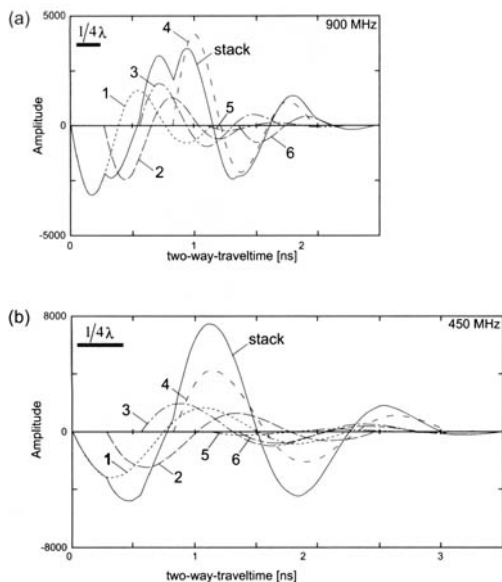 (a)
1/4λ
900 MHz
4
stack
3
1
5
2
6
5000
0
-5000
Amplitude
0
1
2
two-way-traveltime [ns]
(b)
1/4λ
450 MHz
stack
4
3
1
2
5
6
8000
0
-8000
Amplitude
0
1
2
3
two-way-traveltime [ns]